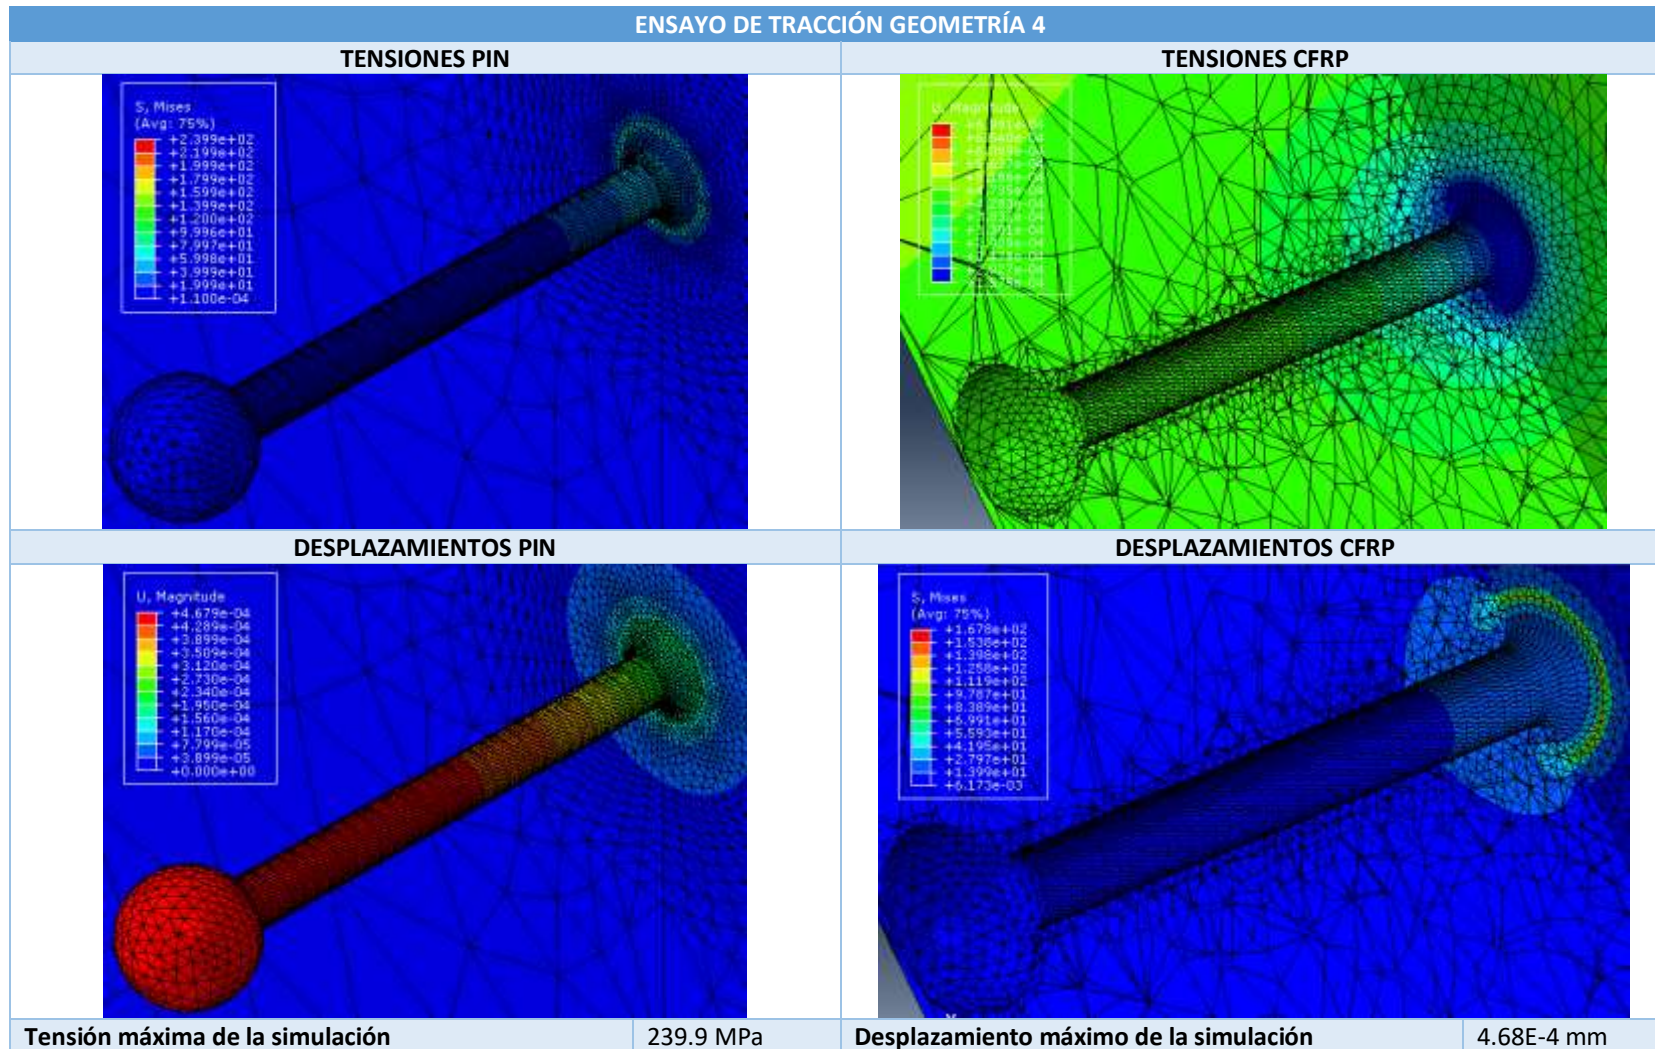 ENSAYO DE TRACCIÓN GEOMETRÍA 4
TENSIONES PIN
TENSIONES CFRP
S, Mises
(Avg: 75%)
+2.399e+02
+2.199e+02
+1.999e+02
+1.799e+02
+1.599e+02
+1.399e+02
+1.200e+02
+9.996e+01
+7.997e+01
+5.998e+01
+3.999e+01
+1.999e+01
+1.100e-04
U, Magnitude
DESPLAZAMIENTOS PIN
DESPLAZAMIENTOS CFRP
U, Magnitude
+4.679e-04
+4.289e-04
+3.899e-04
+3.509e-04
+3.120e-04
+2.730e-04
+2.340e-04
+1.950e-04
+1.560e-04
+1.170e-04
+7.799e-05
+3.899e-05
+0.000e+00
S, Mises
(Avg: 75%)
+1.678e+02
+1.538e+02
+1.398e+02
+1.258e+02
+1.119e+02
+9.787e+01
+8.389e+01
+6.991e+01
+5.593e+01
+4.195e+01
+2.797e+01
+1.399e+01
+6.173e-03
Tensión máxima de la simulación
239.9 MPa
Desplazamiento máximo de la simulación
4.68E-4 mm